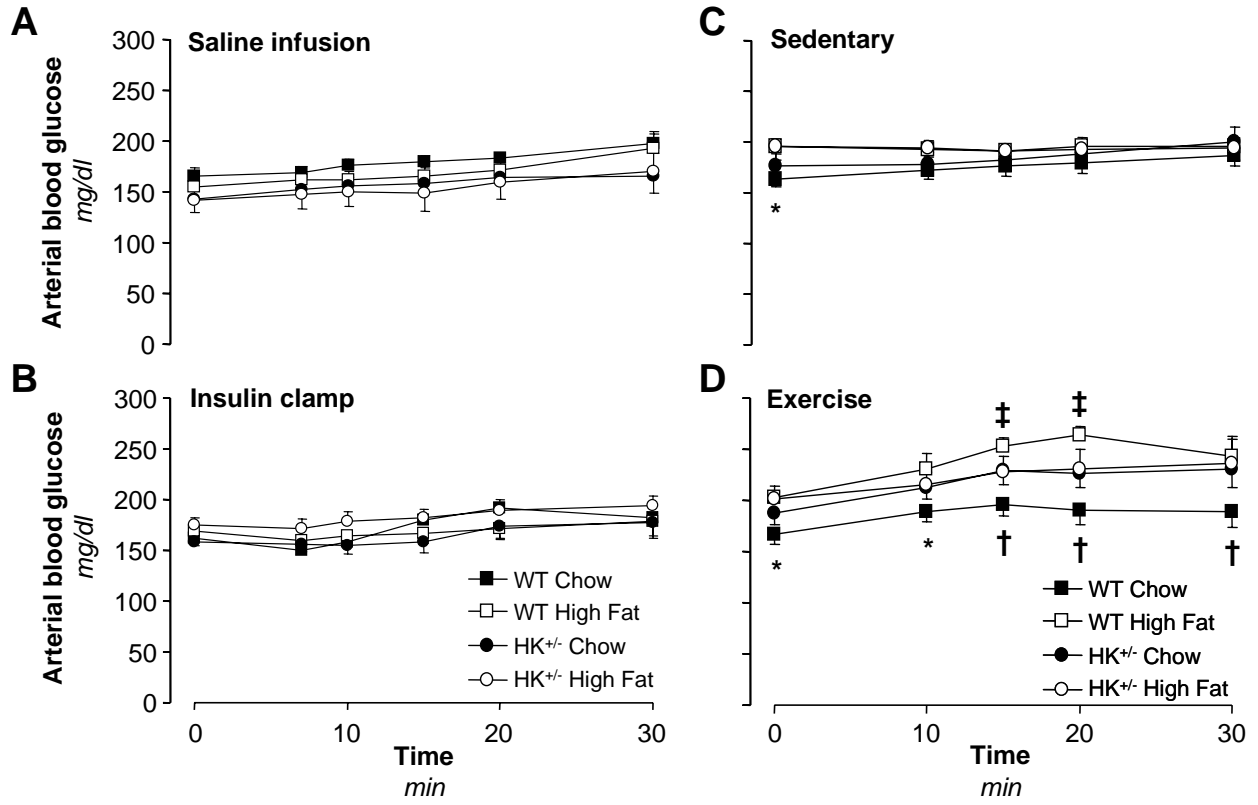 A
Saline infusion
300
250
200
150
100
50
0
Arterial blood glucose
mg/dl
C
Sedentary
B
Insulin clamp
300
250
200
150
100
50
0
Arterial blood glucose
mg/dl
WT Chow
WT High Fat
HK+/- Chow
HK+/- High Fat
0 10 20 30
Time
min
*
D
Exercise
‡ ‡
* * † † †
WT Chow
WT High Fat
HK+/- Chow
HK+/- High Fat
0 10 20 30
Time
min